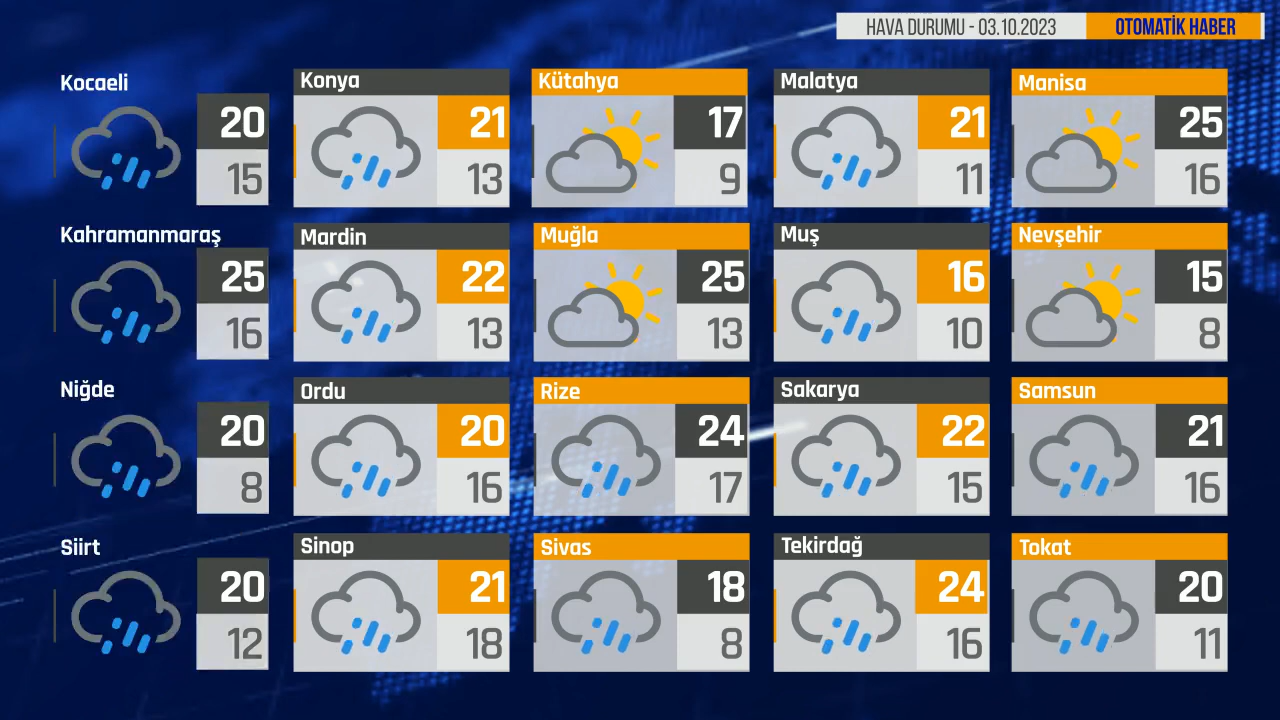 HAVA DURUMU - 03.10.2023 OTOMATİK HABER
Kocaeli
20
15
Konya
21
13
Kütahya
17
9
Malatya
21
11
Manisa
25
16
Kahramanmaraş
25
16
Mardin
22
13
Muğla
25
13
Muş
16
10
Nevşehir
15
8
Niğde
20
8
Ordu
20
16
Rize
24
17
Sakarya
22
15
Samsun
21
16
Siirt
20
12
Sinop
21
18
Sivas
18
8
Tekirdağ
24
16
Tokat
20
11